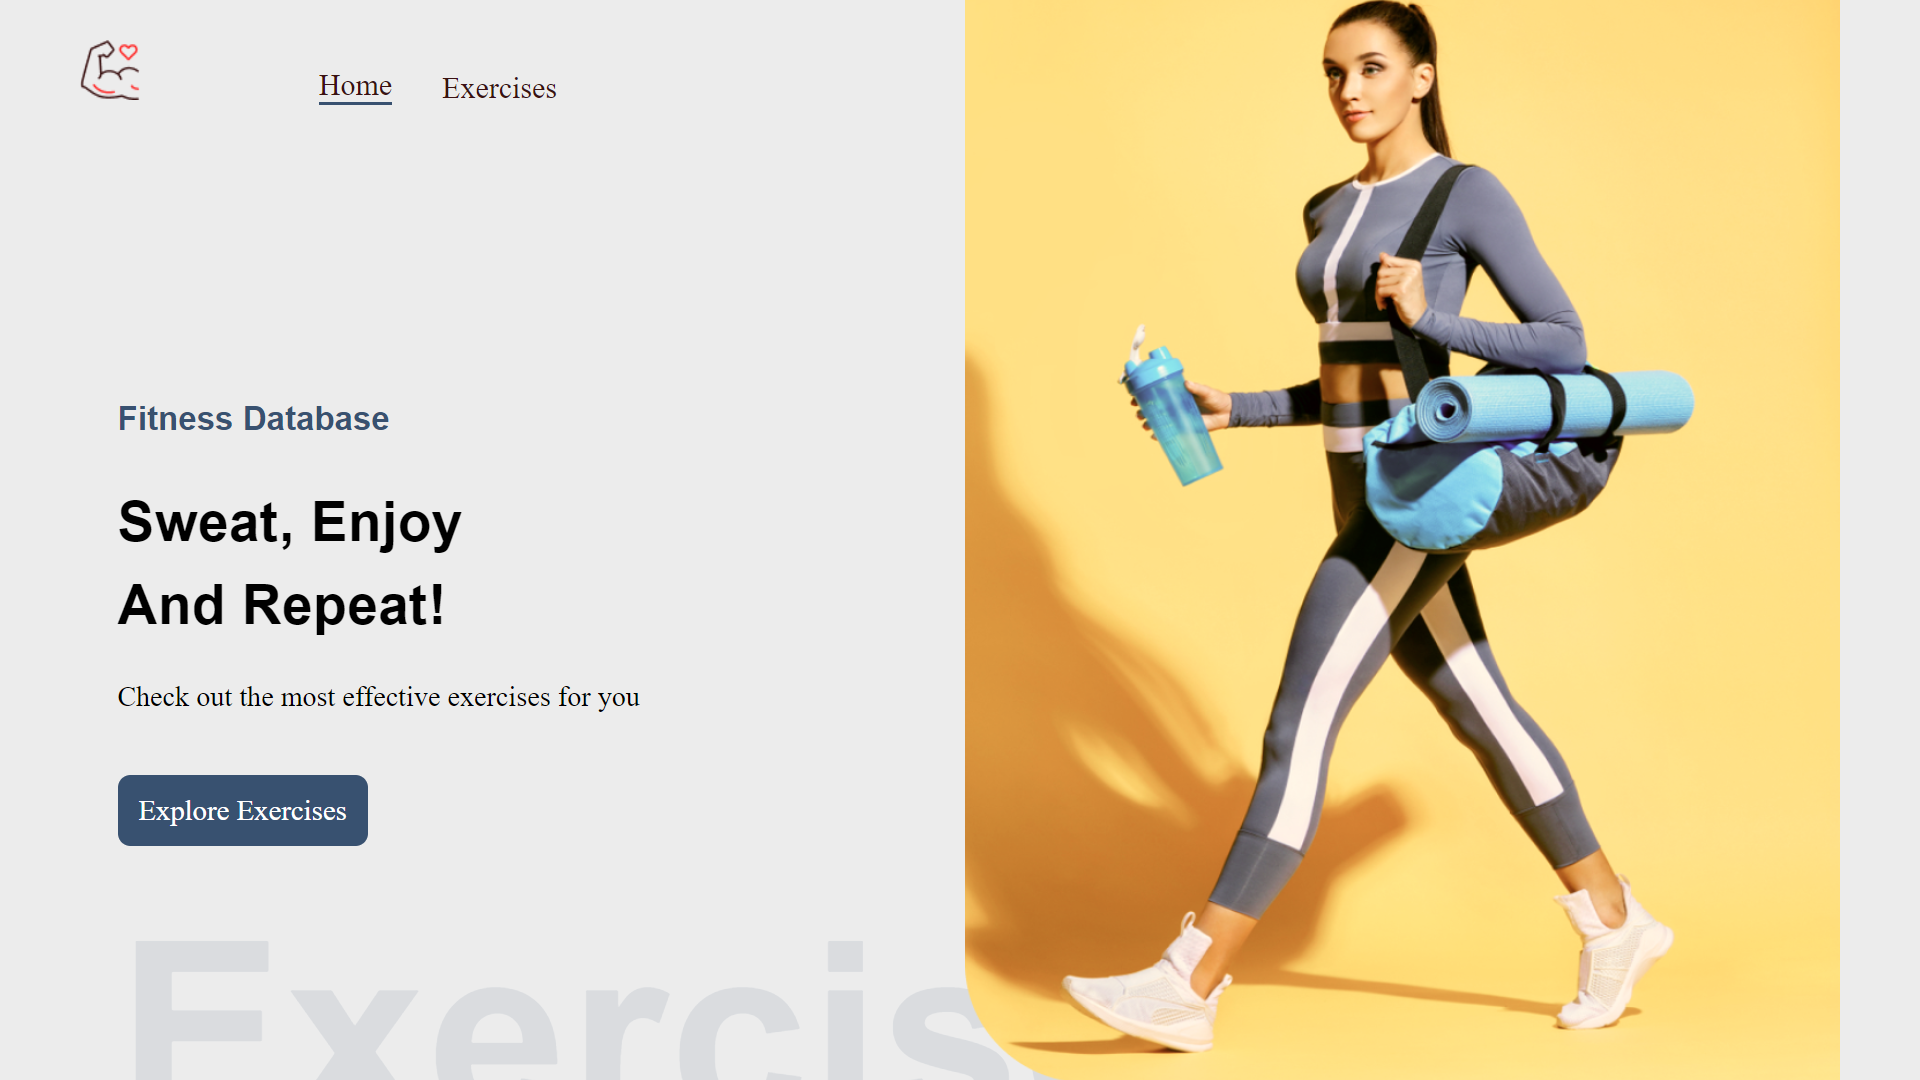 Home
Exercises
Fitness Database
Sweat, Enjoy
And Repeat!
Check out the most effective exercises for you
Explore Exercises
Exercis